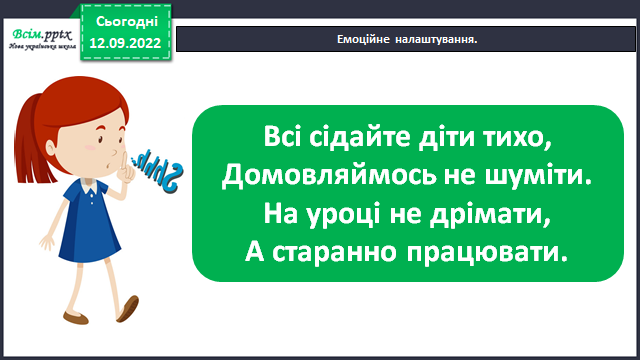 Всім.pptx
Нова українська школа
Сьогодні
12.09.2022
Емоційне налаштування.
Всі сідайте діти тихо,
Домовляймось не шуміти.
На уроці не дрімати,
А старанно працювати.
Shhh